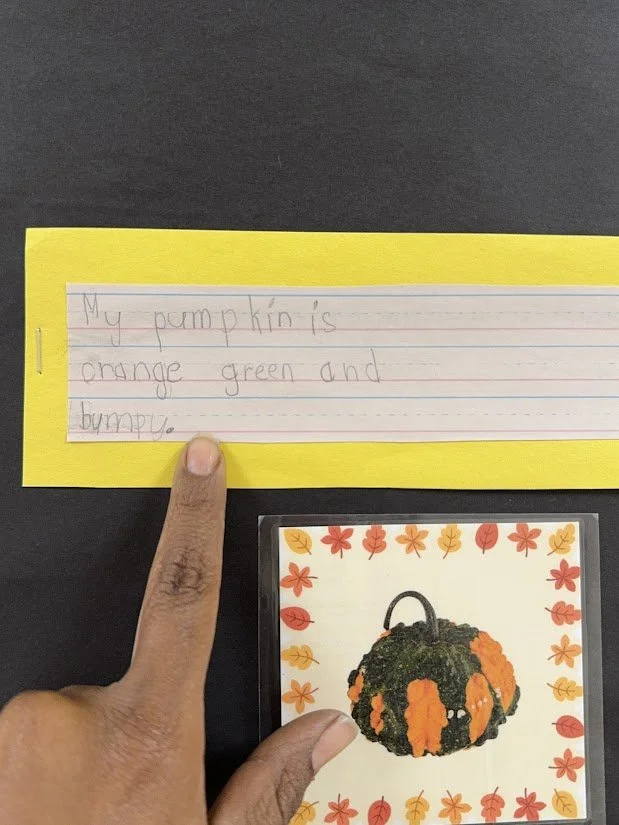 My pumpkin is
orange green and
bumpy.